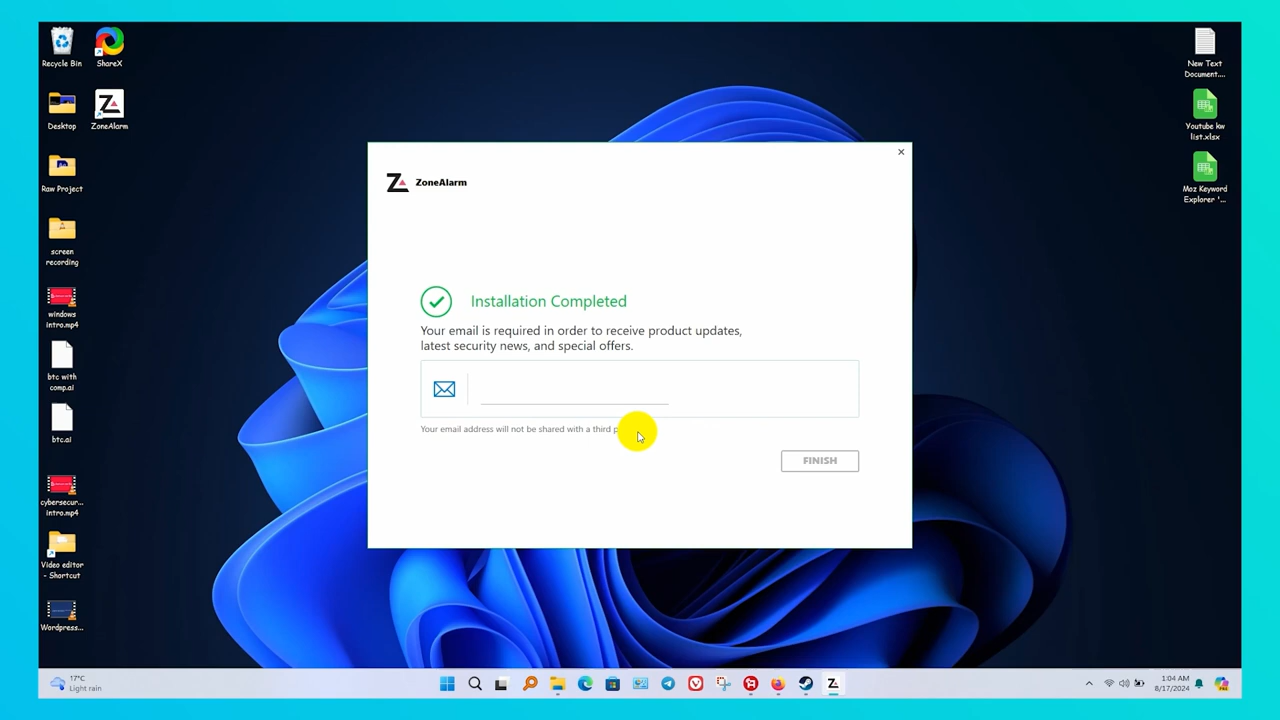 Recycle Bin
ShareX
Desktop
ZoneAlarm
Raw Project
screen
recording
windows
intro.mp4
btc with
comp.ai
btc.ai
cybersecur...
intro.mp4
Video editor
- Shortcut
Wordpress...
New Text
Document....
Youtube kw
list.xlsx
Moz Keyword
Explorer '...
ZoneAlarm
Installation Completed
Your email is required in order to receive product updates,
latest security news, and special offers.
Your email address will not be shared with a third p
FINISH
17°C
Light rain
1:04 AM
8/17/2024